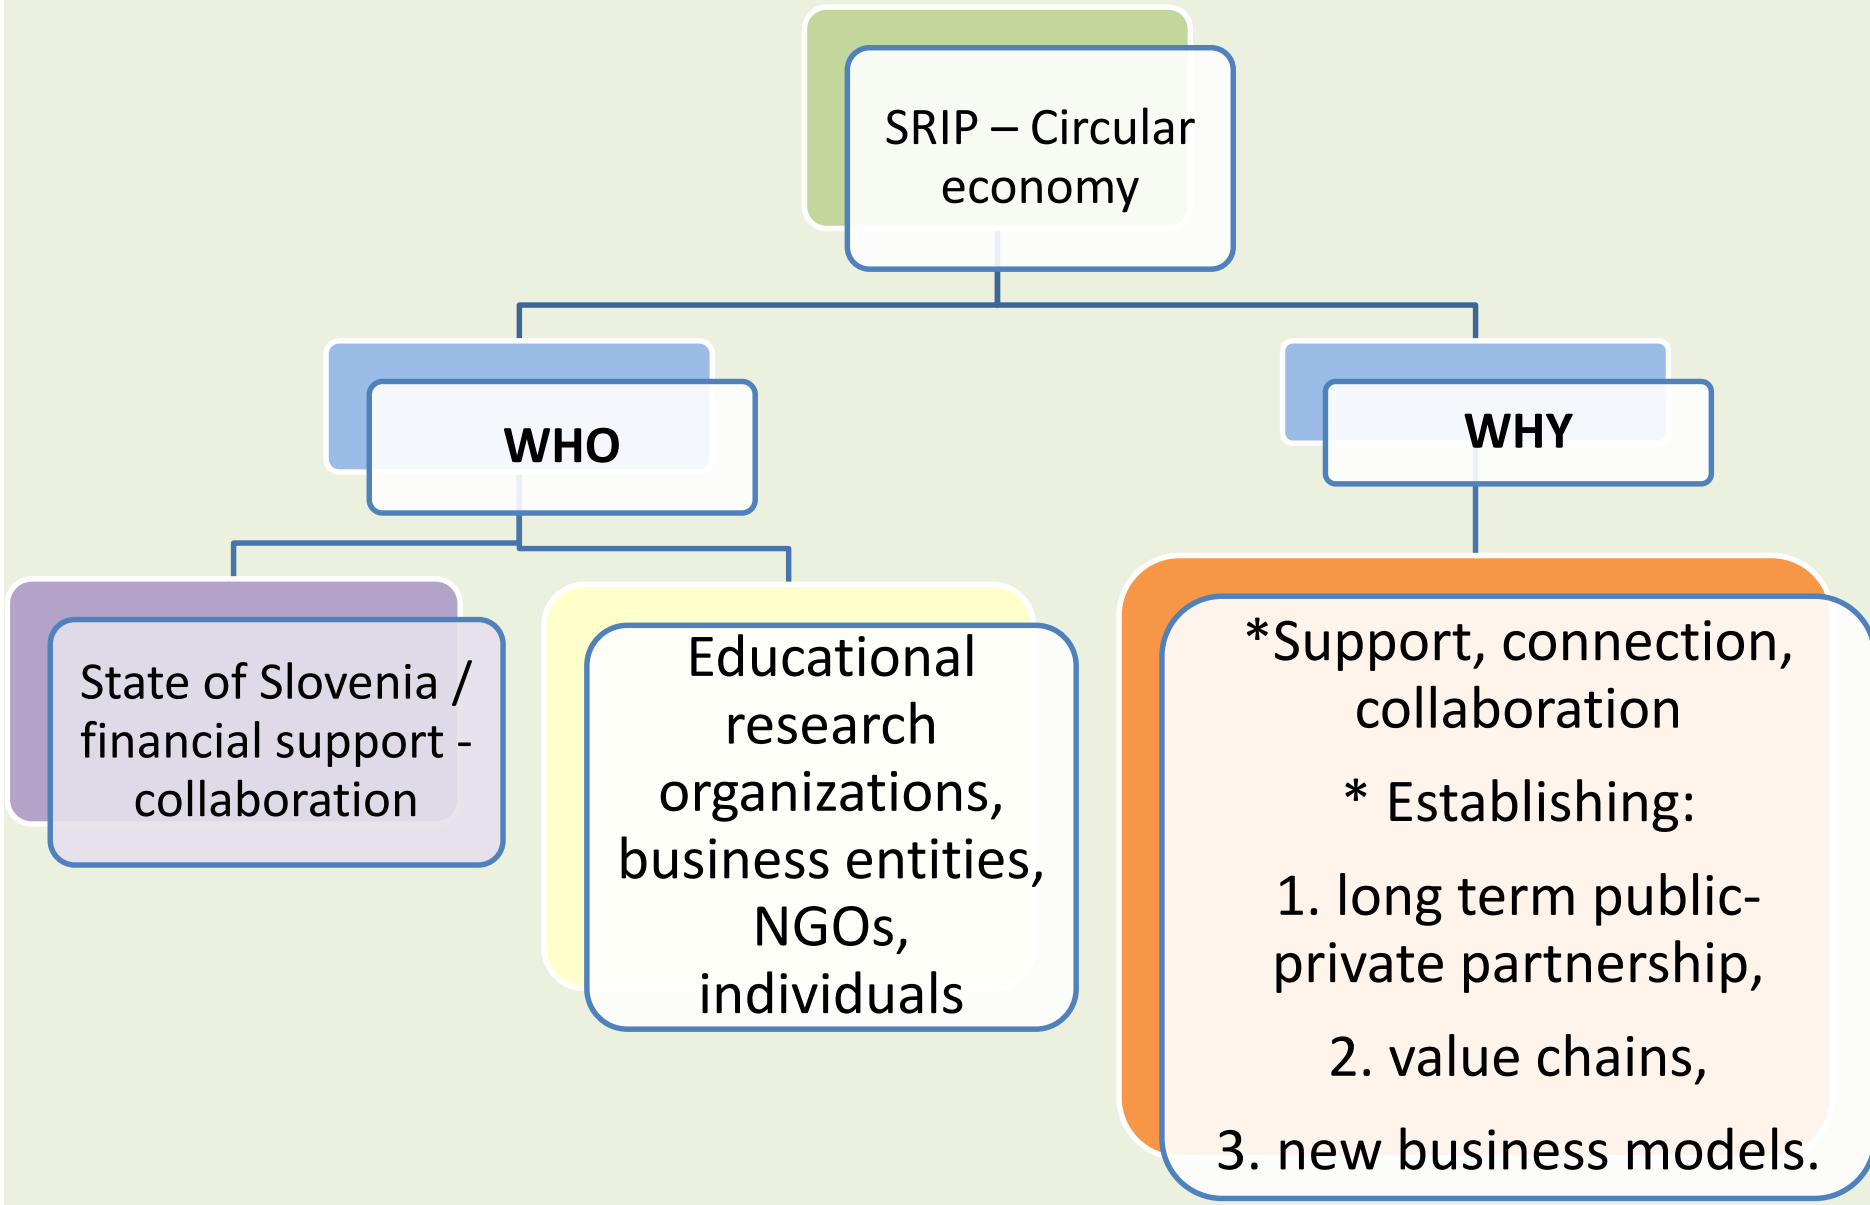 SRIP – Circular
economy
WHO
WHY
State of Slovenia /
financial support -
collaboration
Educational
research
organizations,
business entities,
NGOs,
individuals
*Support, connection,
collaboration
* Establishing:
1. long term public-
private partnership,
2. value chains,
3. new business models.